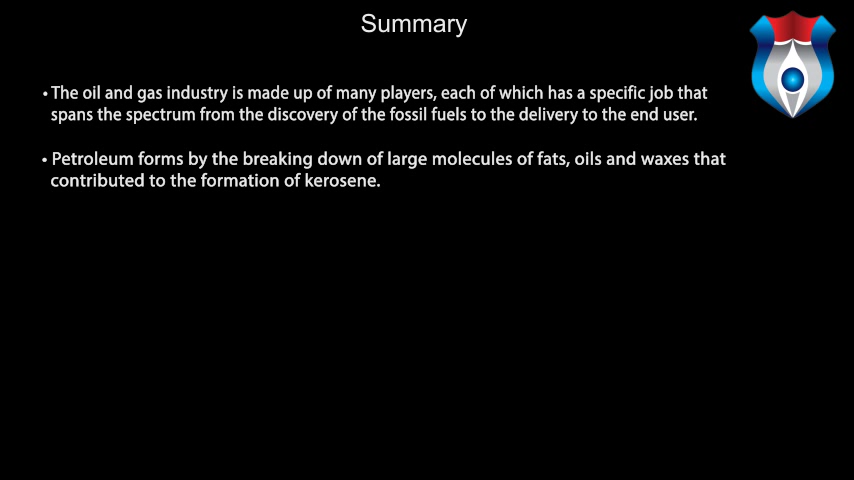 Summary
• The oil and gas industry is made up of many players, each of which has a specific job that
spans the spectrum from the discovery of the fossil fuels to the delivery to the end user.
• Petroleum forms by the breaking down of large molecules of fats, oils and waxes that
contributed to the formation of kerosene.